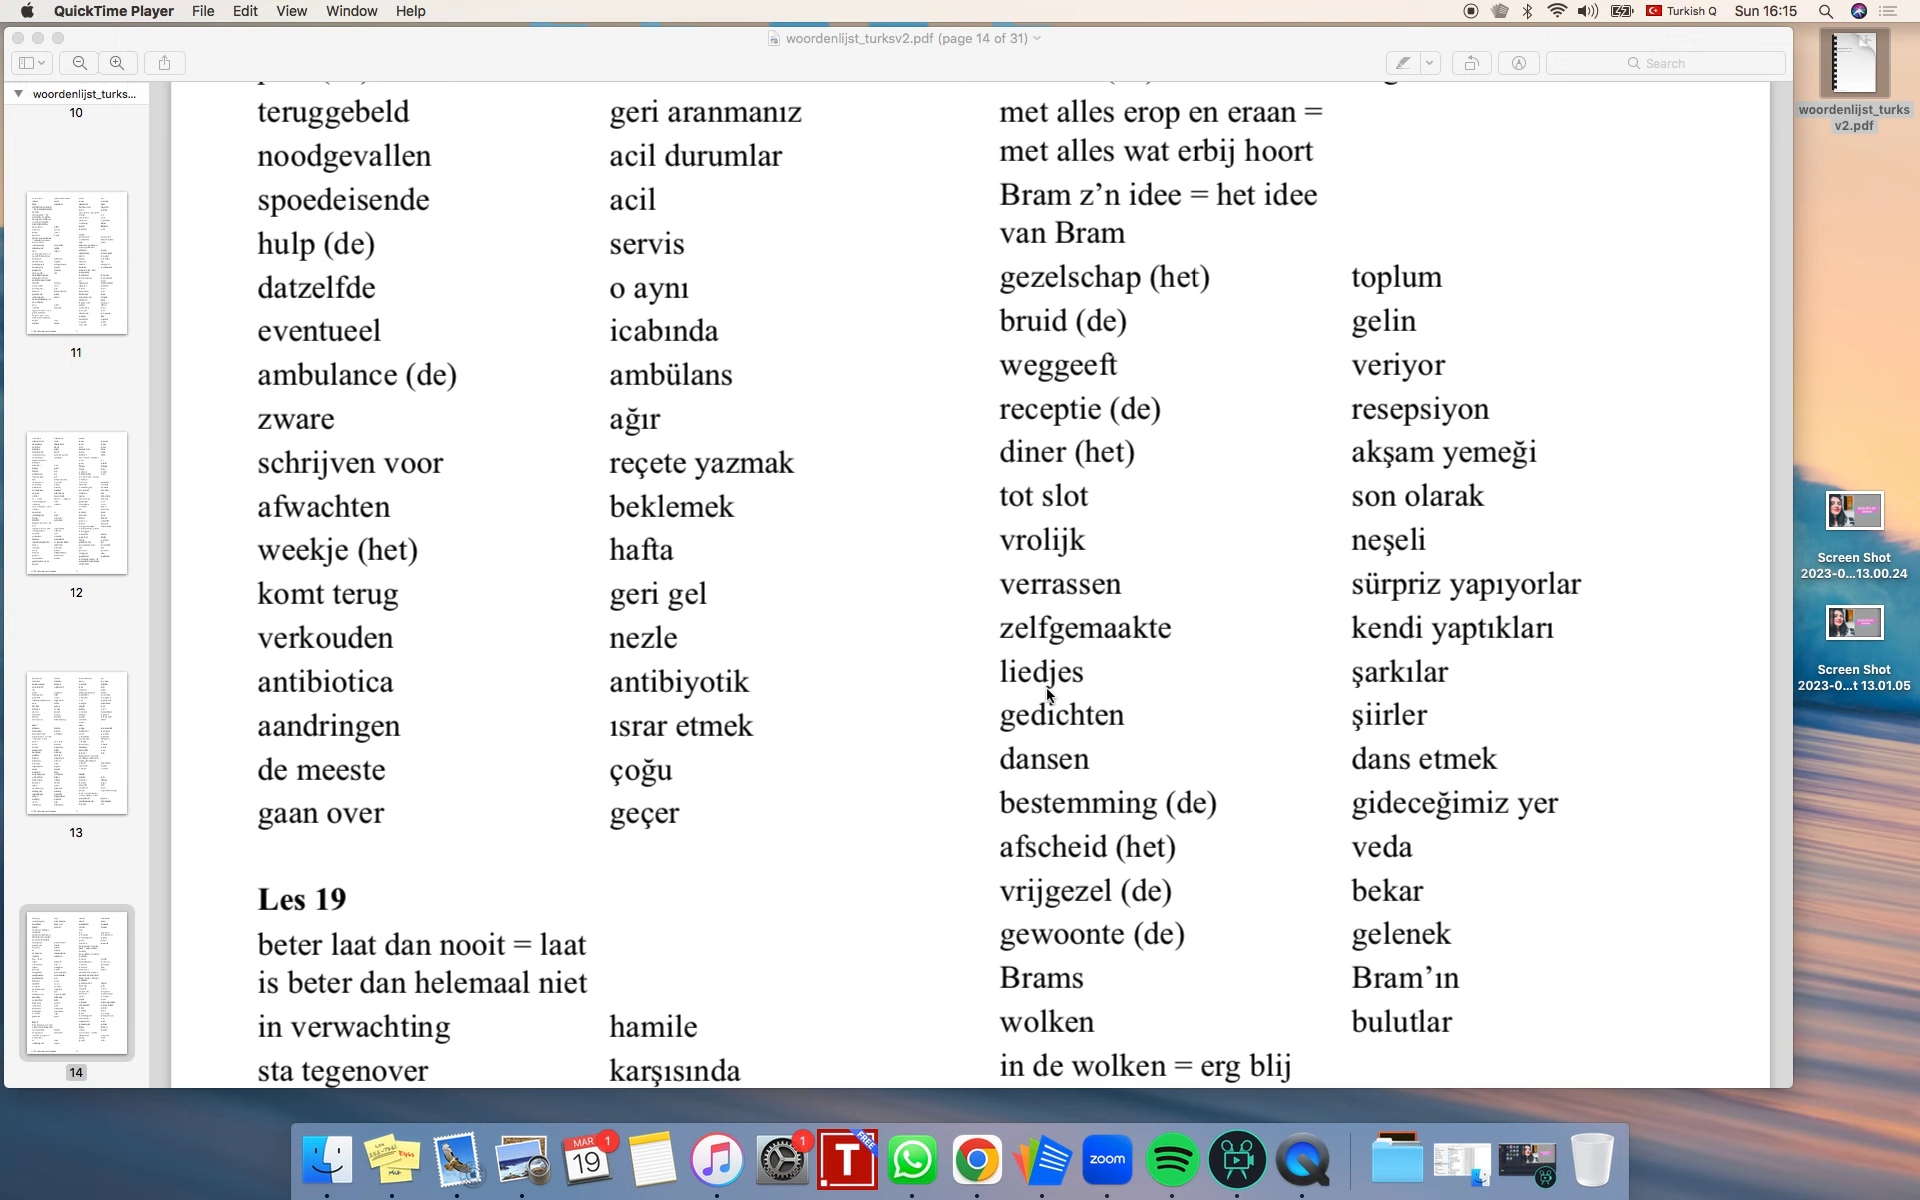 QuickTime Player File Edit View Window Help
Turkish Q Sun 16:15
woordenlijst_turksv2.pdf (page 14 of 31)
Search
woordenlijst_turks...
10
11
12
13
14
teruggebeld geri aranmanız
noodgevallen acil durumlar
spoedeisende acil
hulp (de) servis
datzelfde o aynı
eventueel icabında
ambulance (de) ambülans
zware ağır
schrijven voor reçete yazmak
afwachten beklemek
weekje (het) hafta
komt terug geri gel
verkouden nezle
antibiotica antibiyotik
aandringen ısrar etmek
de meeste çoğu
gaan over geçer
Les 19
beter laat dan nooit = laat
is beter dan helemaal niet
in verwachting hamile
sta tegenover karşısında
met alles erop en eraan =
met alles wat erbij hoort
Bram z’n idee = het idee
van Bram
gezelschap (het) toplum
bruid (de) gelin
weggeeft veriyor
receptie (de) resepsiyon
diner (het) akşam yemeği
tot slot son olarak
vrolijk neşeli
verrassen sürpriz yapıyorlar
zelfgemaakte kendi yaptıkları
liedjes şarkılar
gedichten şiirler
dansen dans etmek
bestemming (de) gideceğimiz yer
afscheid (het) veda
vrijgezel (de) bekar
gewoonte (de) gelenek
Brams Bram’ın
wolken bulutlar
in de wolken = erg blij
woordenlijst_turks
v2.pdf
Screen Shot
2023-0...13.00.24
Screen Shot
2023-0...t 13.01.05
MAR
19
1
1
T
FREE
zoom